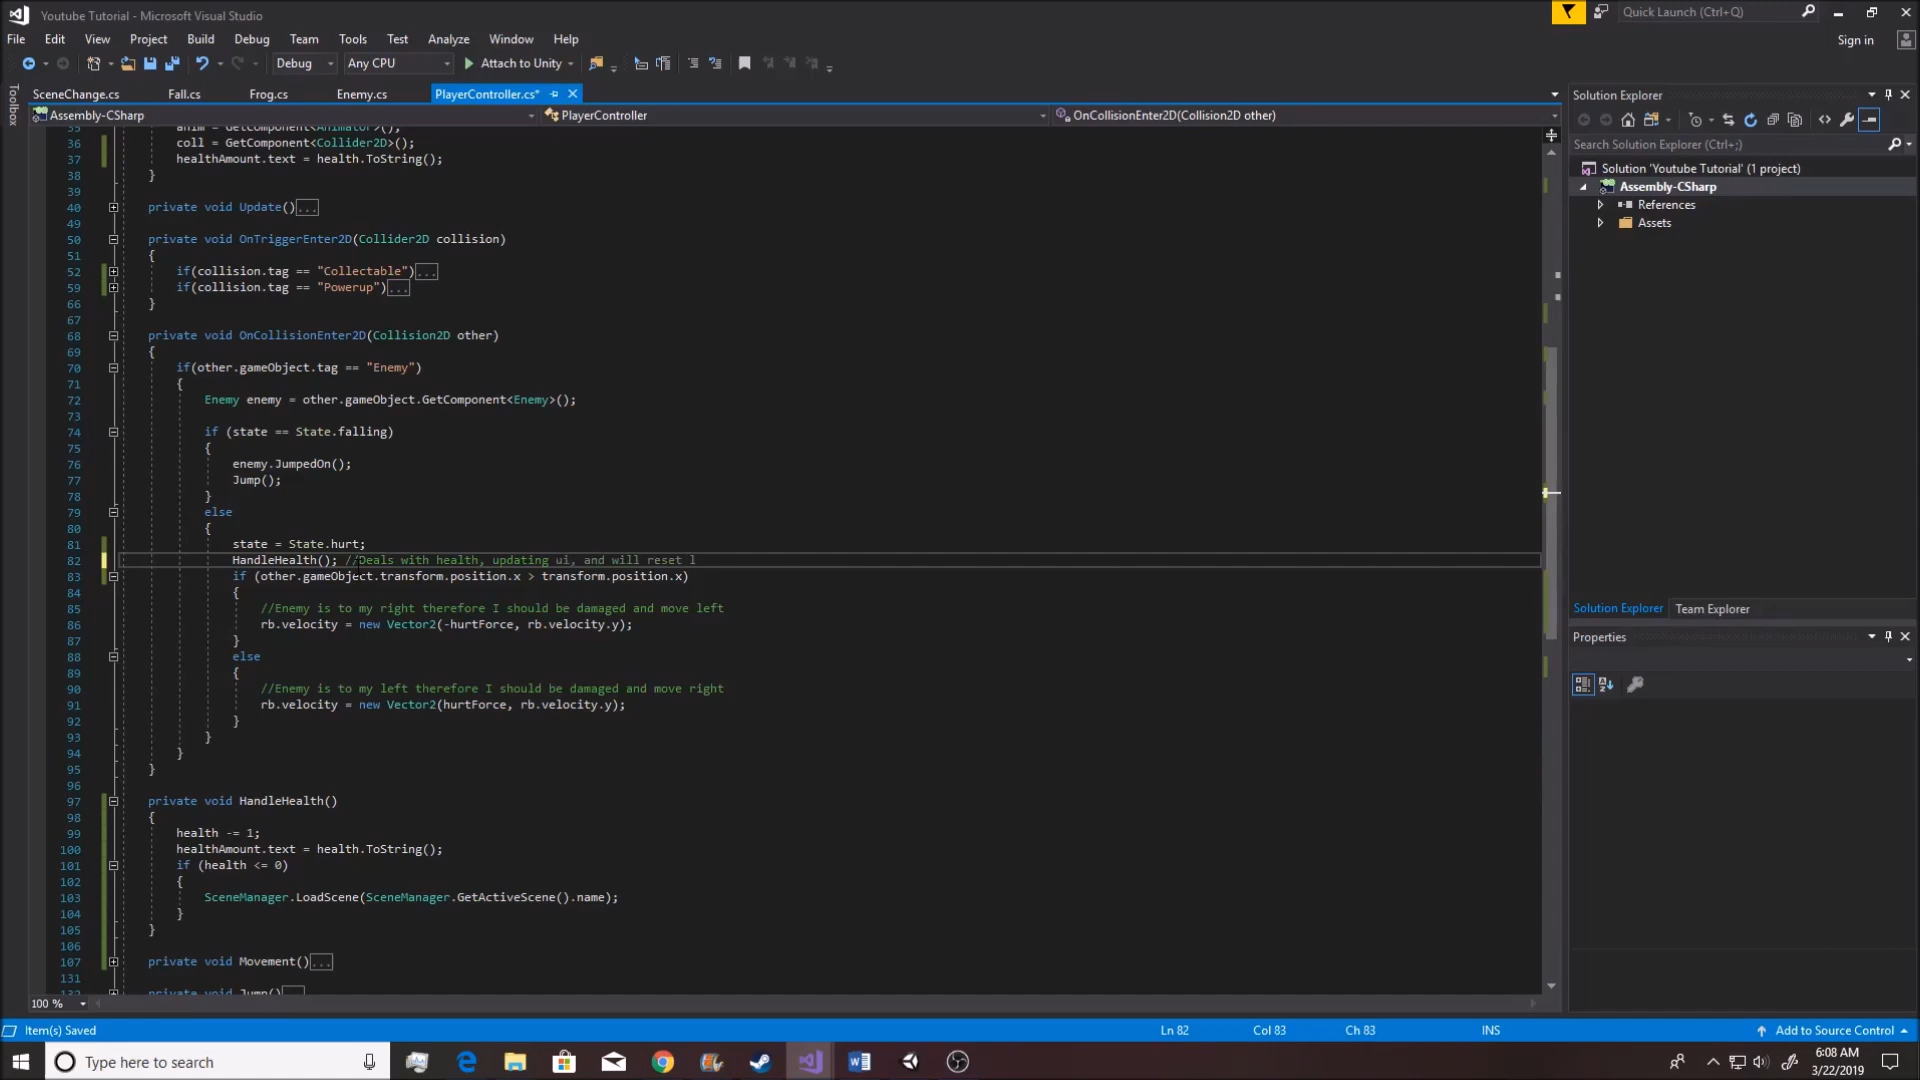 Youtube Tutorial - Microsoft Visual Studio
Quick Launch (Ctrl+Q)
File Edit View Project Build Debug Team Tools Test Analyze Window Help
Sign in
Debug Any CPU Attach to Unity
Toolbox
SceneChange.cs Fall.cs Frog.cs Enemy.cs PlayerController.cs*
Assembly-CSharp PlayerController OnCollisionEnter2D(Collision2D other)
35 anim = GetComponent<Animator>();
36 coll = GetComponent<Collider2D>();
37 healthAmount.text = health.ToString();
38 }
39
40 private void Update()...
49
50 private void OnTriggerEnter2D(Collider2D collision)
51 {
52 if(collision.tag == "Collectable")...
59 if(collision.tag == "Powerup")...
66 }
67
68 private void OnCollisionEnter2D(Collision2D other)
69 {
70 if(other.gameObject.tag == "Enemy")
71 {
72 Enemy enemy = other.gameObject.GetComponent<Enemy>();
73
74 if (state == State.falling)
75 {
76 enemy.JumpedOn();
77 Jump();
78 }
79 else
80 {
81 state = State.hurt;
82 HandleHealth(); //Deals with health, updating ui, and will reset l
83 if (other.gameObject.transform.position.x > transform.position.x)
84 {
85 //Enemy is to my right therefore I should be damaged and move left
86 rb.velocity = new Vector2(-hurtForce, rb.velocity.y);
87 }
88 else
89 {
90 //Enemy is to my left therefore I should be damaged and move right
91 rb.velocity = new Vector2(hurtForce, rb.velocity.y);
92 }
93 }
94 }
95 }
96
97 private void HandleHealth()
98 {
99 health -= 1;
100 healthAmount.text = health.ToString();
101 if (health <= 0)
102 {
103 SceneManager.LoadScene(SceneManager.GetActiveScene().name);
104 }
105 }
106
107 private void Movement()...
131
132 private void Jump()...
100 %
Solution Explorer
Search Solution Explorer (Ctrl+;)
Solution 'Youtube Tutorial' (1 project)
Assembly-CSharp
References
Assets
Solution Explorer Team Explorer
Properties
Item(s) Saved Ln 82 Col 83 Ch 83 INS Add to Source Control
Type here to search
6:08 AM
3/22/2019